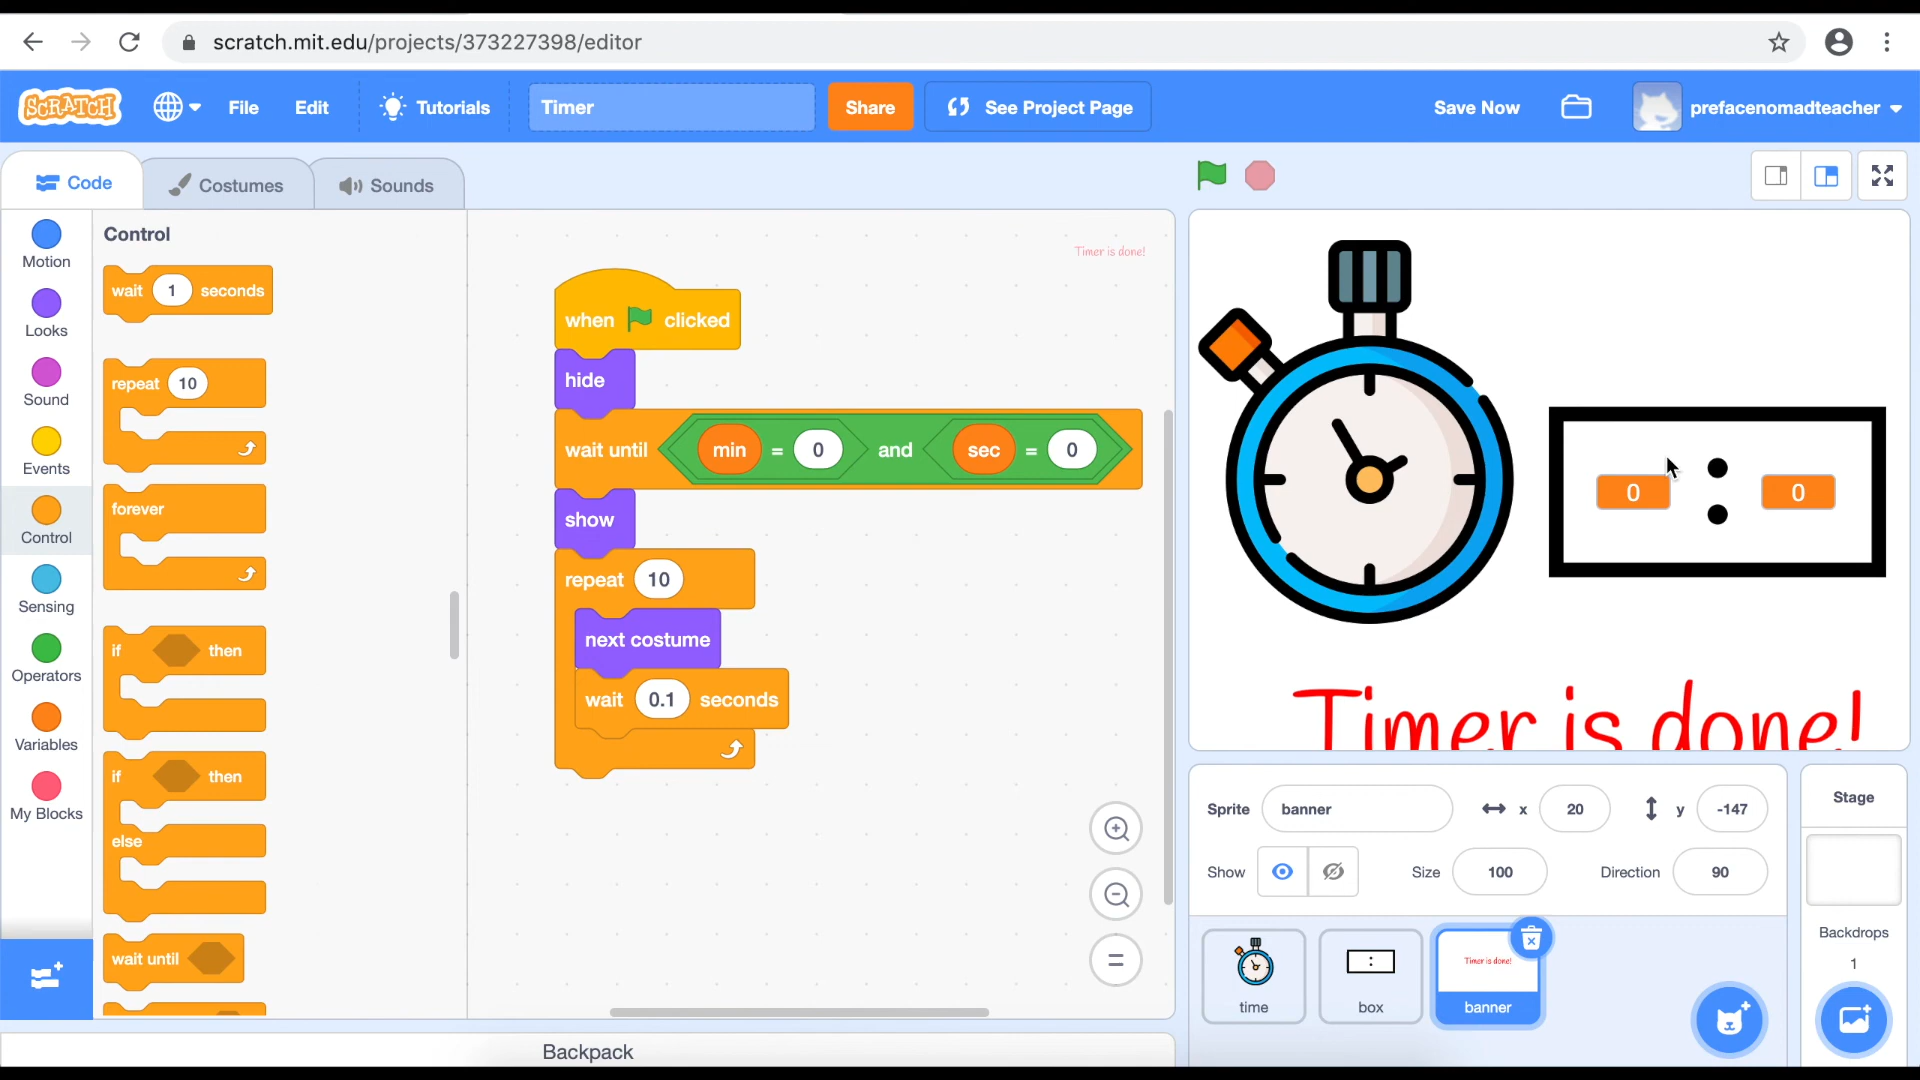 scratch.mit.edu/projects/373227398/editor
SCRATCH
File
Edit
Tutorials
Timer
Share
See Project Page
Save Now
prefacenomadteacher
Code
Costumes
Sounds
Motion
Looks
Sound
Events
Control
Sensing
Operators
Variables
My Blocks
Control
wait 1 seconds
repeat 10
forever
if then
if then
else
wait until
Timer is done!
when clicked
hide
wait until min = 0 and sec = 0
show
repeat 10
next costume
wait 0.1 seconds
Backpack
0 : 0
Timer is done!
Sprite banner x 20 y -147
Show Size 100 Direction 90
time
:
box
Timer is done!
banner
Stage
Backdrops
1